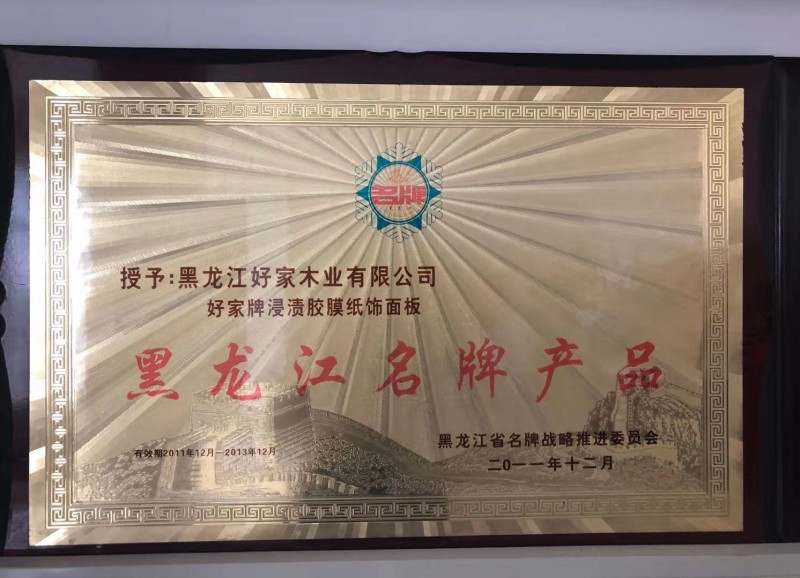 名牌
授予:黑龙江好家木业有限公司
好家牌浸渍胶膜纸饰面板
黑龙江名牌产品
黑龙江省名牌战略推进委员会
有效期2011年12月—2013年12月
二0一一年十二月